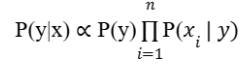 P(y|x) ∝ P(y) ∏_{i=1}^{n} P(x_i | y)